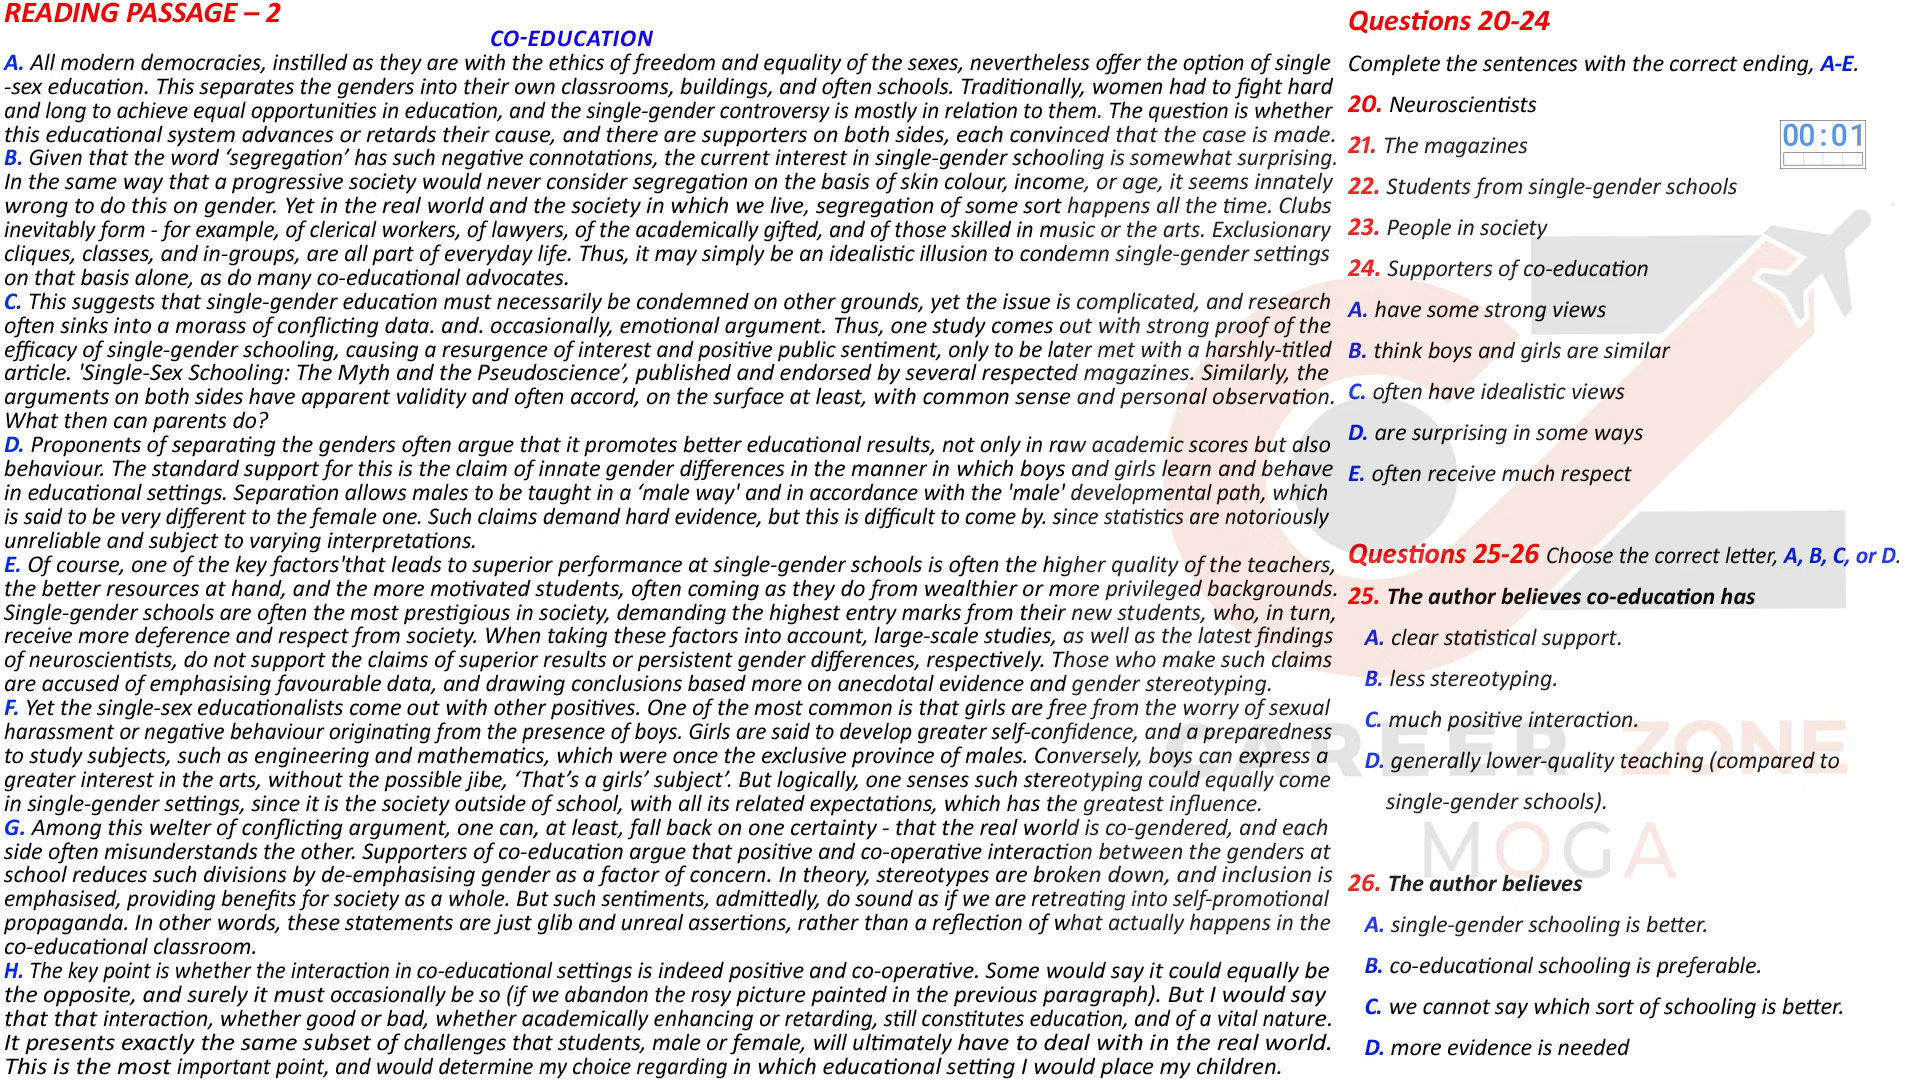 READING PASSAGE – 2
CO-EDUCATION
A. All modern democracies, instilled as they are with the ethics of freedom and equality of the sexes, nevertheless offer the option of single
-sex education. This separates the genders into their own classrooms, buildings, and often schools. Traditionally, women had to fight hard
and long to achieve equal opportunities in education, and the single-gender controversy is mostly in relation to them. The question is whether
this educational system advances or retards their cause, and there are supporters on both sides, each convinced that the case is made.
B. Given that the word ‘segregation’ has such negative connotations, the current interest in single-gender schooling is somewhat surprising.
In the same way that a progressive society would never consider segregation on the basis of skin colour, income, or age, it seems innately
wrong to do this on gender. Yet in the real world and the society in which we live, segregation of some sort happens all the time. Clubs
inevitably form - for example, of clerical workers, of lawyers, of the academically gifted, and of those skilled in music or the arts. Exclusionary
cliques, classes, and in-groups, are all part of everyday life. Thus, it may simply be an idealistic illusion to condemn single-gender settings
on that basis alone, as do many co-educational advocates.
C. This suggests that single-gender education must necessarily be condemned on other grounds, yet the issue is complicated, and research
often sinks into a morass of conflicting data. and. occasionally, emotional argument. Thus, one study comes out with strong proof of the
efficacy of single-gender schooling, causing a resurgence of interest and positive public sentiment, only to be later met with a harshly-titled
article. 'Single-Sex Schooling: The Myth and the Pseudoscience’, published and endorsed by several respected magazines. Similarly, the
arguments on both sides have apparent validity and often accord, on the surface at least, with common sense and personal observation.
What then can parents do?
D. Proponents of separating the genders often argue that it promotes better educational results, not only in raw academic scores but also
behaviour. The standard support for this is the claim of innate gender differences in the manner in which boys and girls learn and behave
in educational settings. Separation allows males to be taught in a ‘male way' and in accordance with the 'male' developmental path, which
is said to be very different to the female one. Such claims demand hard evidence, but this is difficult to come by. since statistics are notoriously
unreliable and subject to varying interpretations.
E. Of course, one of the key factors'that leads to superior performance at single-gender schools is often the higher quality of the teachers,
the better resources at hand, and the more motivated students, often coming as they do from wealthier or more privileged backgrounds.
Single-gender schools are often the most prestigious in society, demanding the highest entry marks from their new students, who, in turn,
receive more deference and respect from society. When taking these factors into account, large-scale studies, as well as the latest findings
of neuroscientists, do not support the claims of superior results or persistent gender differences, respectively. Those who make such claims
are accused of emphasising favourable data, and drawing conclusions based more on anecdotal evidence and gender stereotyping.
F. Yet the single-sex educationalists come out with other positives. One of the most common is that girls are free from the worry of sexual
harassment or negative behaviour originating from the presence of boys. Girls are said to develop greater self-confidence, and a preparedness
to study subjects, such as engineering and mathematics, which were once the exclusive province of males. Conversely, boys can express a
greater interest in the arts, without the possible jibe, ‘That’s a girls’ subject’. But logically, one senses such stereotyping could equally come
in single-gender settings, since it is the society outside of school, with all its related expectations, which has the greatest influence.
G. Among this welter of conflicting argument, one can, at least, fall back on one certainty - that the real world is co-gendered, and each
side often misunderstands the other. Supporters of co-education argue that positive and co-operative interaction between the genders at
school reduces such divisions by de-emphasising gender as a factor of concern. In theory, stereotypes are broken down, and inclusion is
emphasised, providing benefits for society as a whole. But such sentiments, admittedly, do sound as if we are retreating into self-promotional
propaganda. In other words, these statements are just glib and unreal assertions, rather than a reflection of what actually happens in the
co-educational classroom.
H. The key point is whether the interaction in co-educational settings is indeed positive and co-operative. Some would say it could equally be
the opposite, and surely it must occasionally be so (if we abandon the rosy picture painted in the previous paragraph). But I would say
that that interaction, whether good or bad, whether academically enhancing or retarding, still constitutes education, and of a vital nature.
It presents exactly the same subset of challenges that students, male or female, will ultimately have to deal with in the real world.
This is the most important point, and would determine my choice regarding in which educational setting I would place my children.
Questions 20-24
Complete the sentences with the correct ending, A-E.
20. Neuroscientists
00:01
21. The magazines
22. Students from single-gender schools
23. People in society
24. Supporters of co-education
A. have some strong views
B. think boys and girls are similar
C. often have idealistic views
D. are surprising in some ways
E. often receive much respect
Questions 25-26 Choose the correct letter, A, B, C, or D.
25. The author believes co-education has
A. clear statistical support.
B. less stereotyping.
C. much positive interaction.
D. generally lower-quality teaching (compared to
single-gender schools).
26. The author believes
A. single-gender schooling is better.
B. co-educational schooling is preferable.
C. we cannot say which sort of schooling is better.
D. more evidence is needed
CAREER ZONE
MOGA